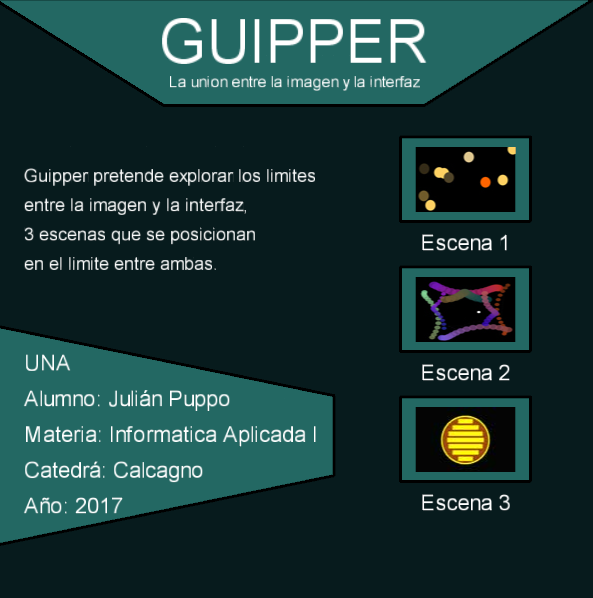 GUIPPER
La union entre la imagen y la interfaz
Guipper pretende explorar los limites
entre la imagen y la interfaz,
3 escenas que se posicionan
en el limite entre ambas.
Escena 1
Escena 2
Escena 3
UNA
Alumno: Julián Puppo
Materia: Informatica Aplicada I
Catedrá: Calcagno
Año: 2017